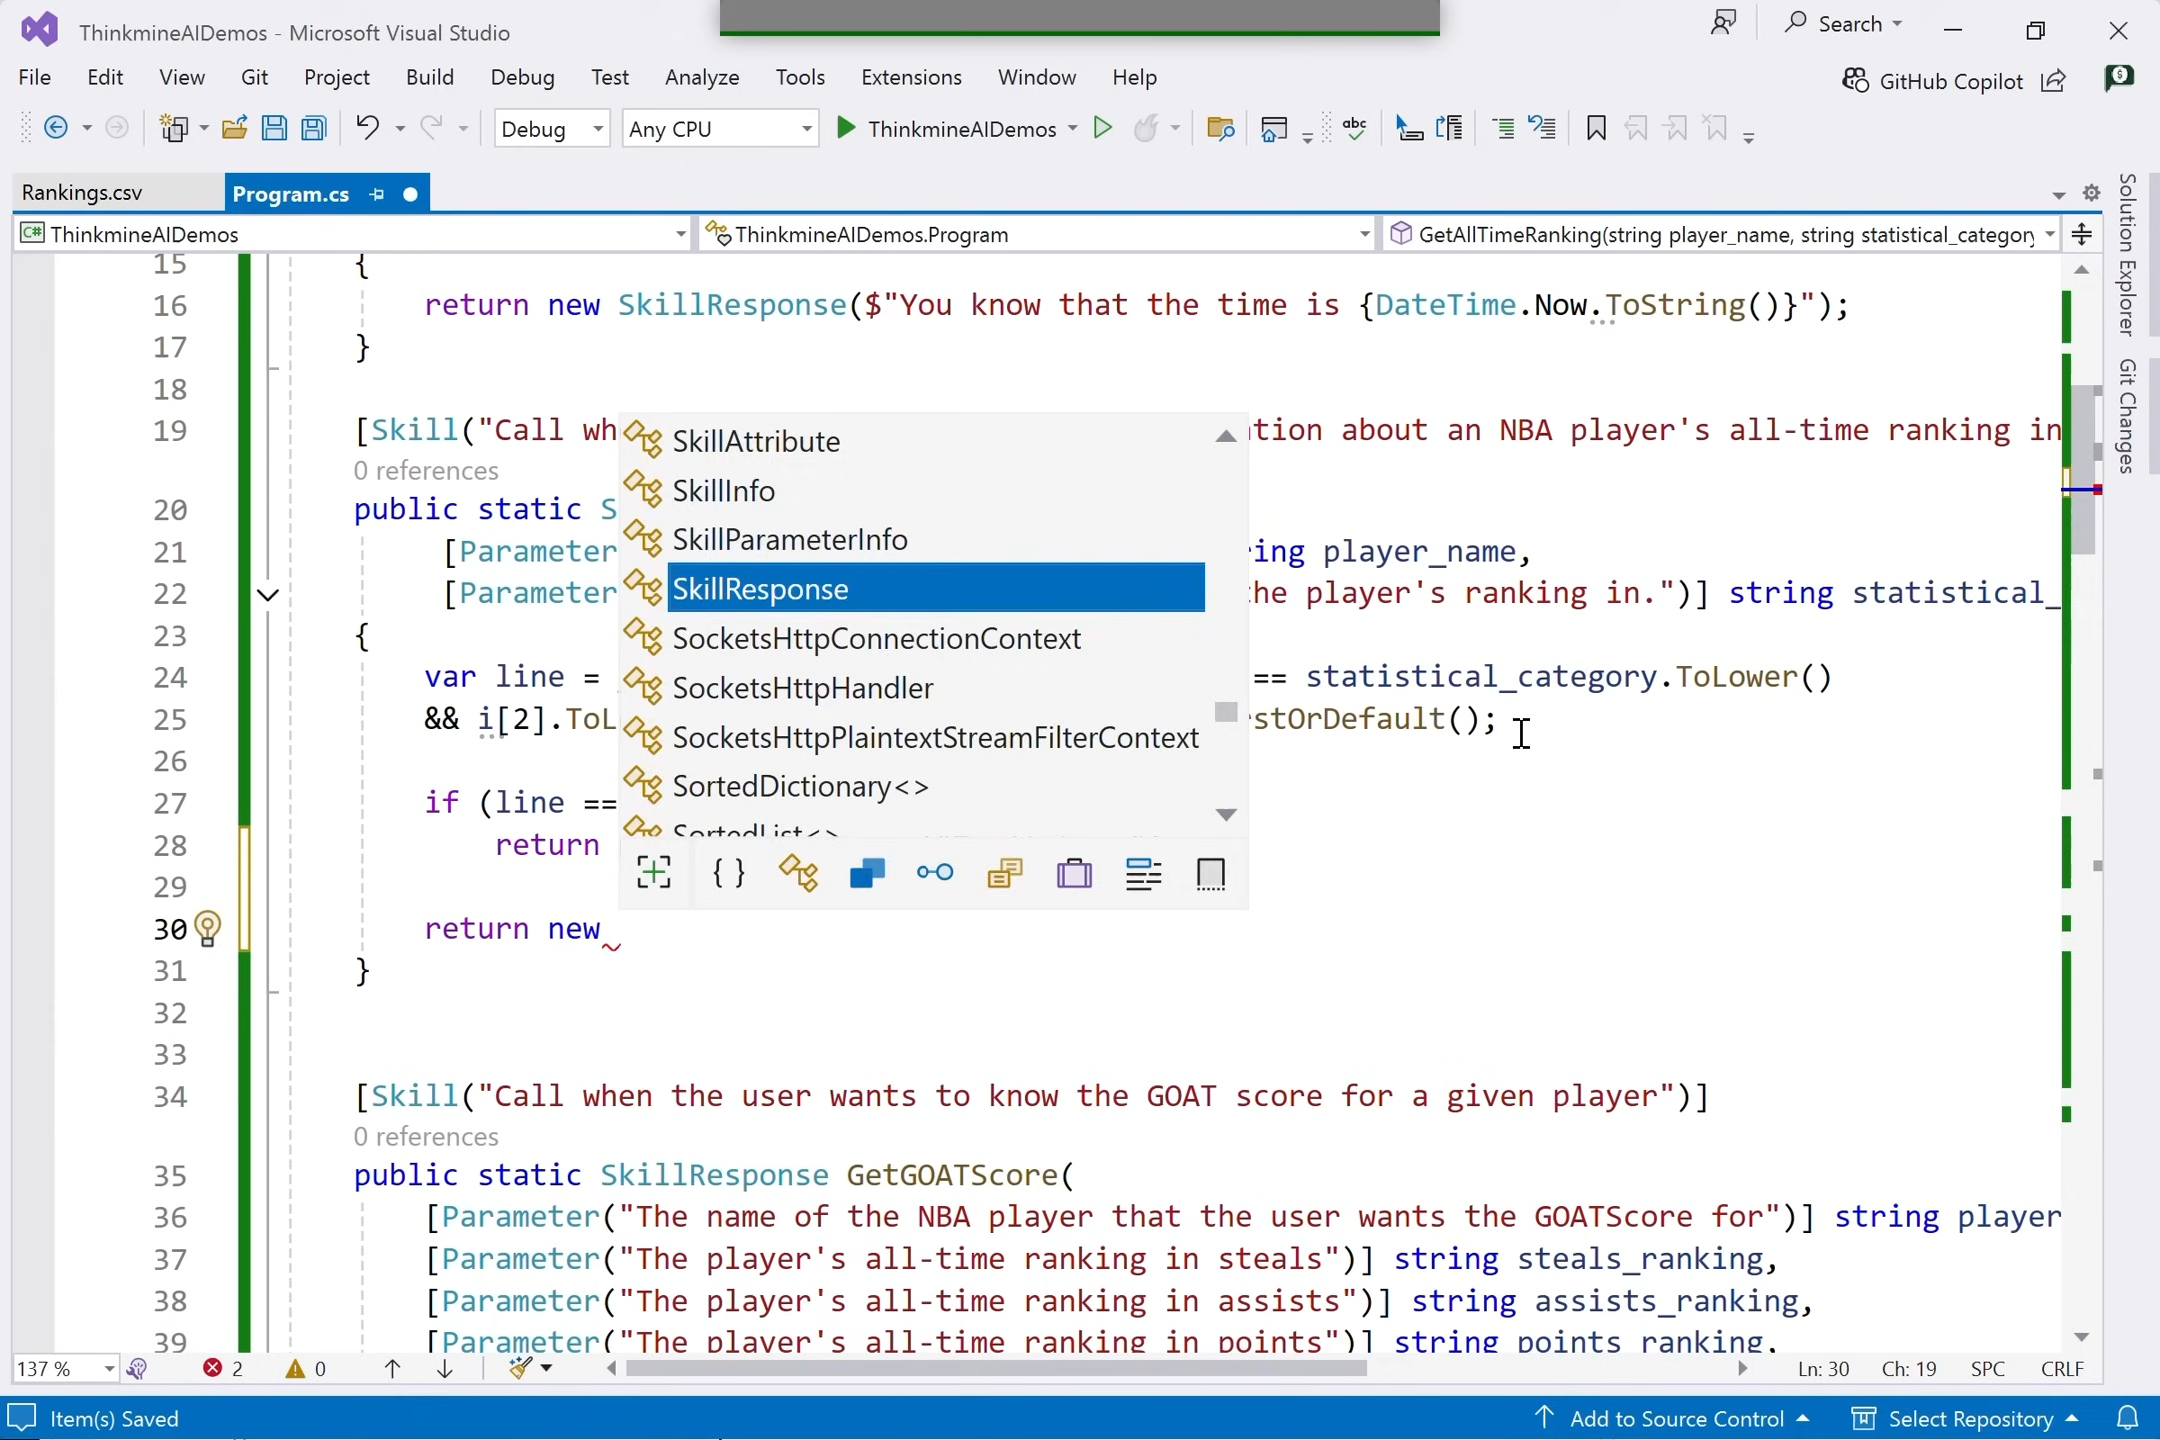 ThinkmineAIDemos - Microsoft Visual Studio
Search
File Edit View Git Project Build Debug Test Analyze Tools Extensions Window Help
GitHub Copilot
Debug Any CPU ThinkmineAIDemos
abc
Rankings.csv Program.cs
C# ThinkmineAIDemos ThinkmineAIDemos.Program GetAllTimeRanking(string player_name, string statistical_category
Solution Explorer
Git Changes
15 {
16 return new SkillResponse($"You know that the time is {DateTime.Now.ToString()}");
17 }
18
19 [Skill("Call wh tion about an NBA player's all-time ranking in
0 references
20 public static S
21 [Parameter ing player_name,
22 [Parameter he player's ranking in.")] string statistical_
23 {
24 var line = == statistical_category.ToLower()
25 && i[2].ToL stOrDefault();
26
27 if (line ==
28 return
29
30 return new
31 }
32
33
34 [Skill("Call when the user wants to know the GOAT score for a given player")]
0 references
35 public static SkillResponse GetGOATScore(
36 [Parameter("The name of the NBA player that the user wants the GOATScore for")] string player
37 [Parameter("The player's all-time ranking in steals")] string steals_ranking,
38 [Parameter("The player's all-time ranking in assists")] string assists_ranking,
39 [Parameter("The player's all-time ranking in points")] string points_ranking,
SkillAttribute
SkillInfo
SkillParameterInfo
SkillResponse
SocketsHttpConnectionContext
SocketsHttpHandler
SocketsHttpPlaintextStreamFilterContext
SortedDictionary<>
SortedList<>
{ }
137 % 2 0 Ln: 30 Ch: 19 SPC CRLF
Item(s) Saved Add to Source Control Select Repository